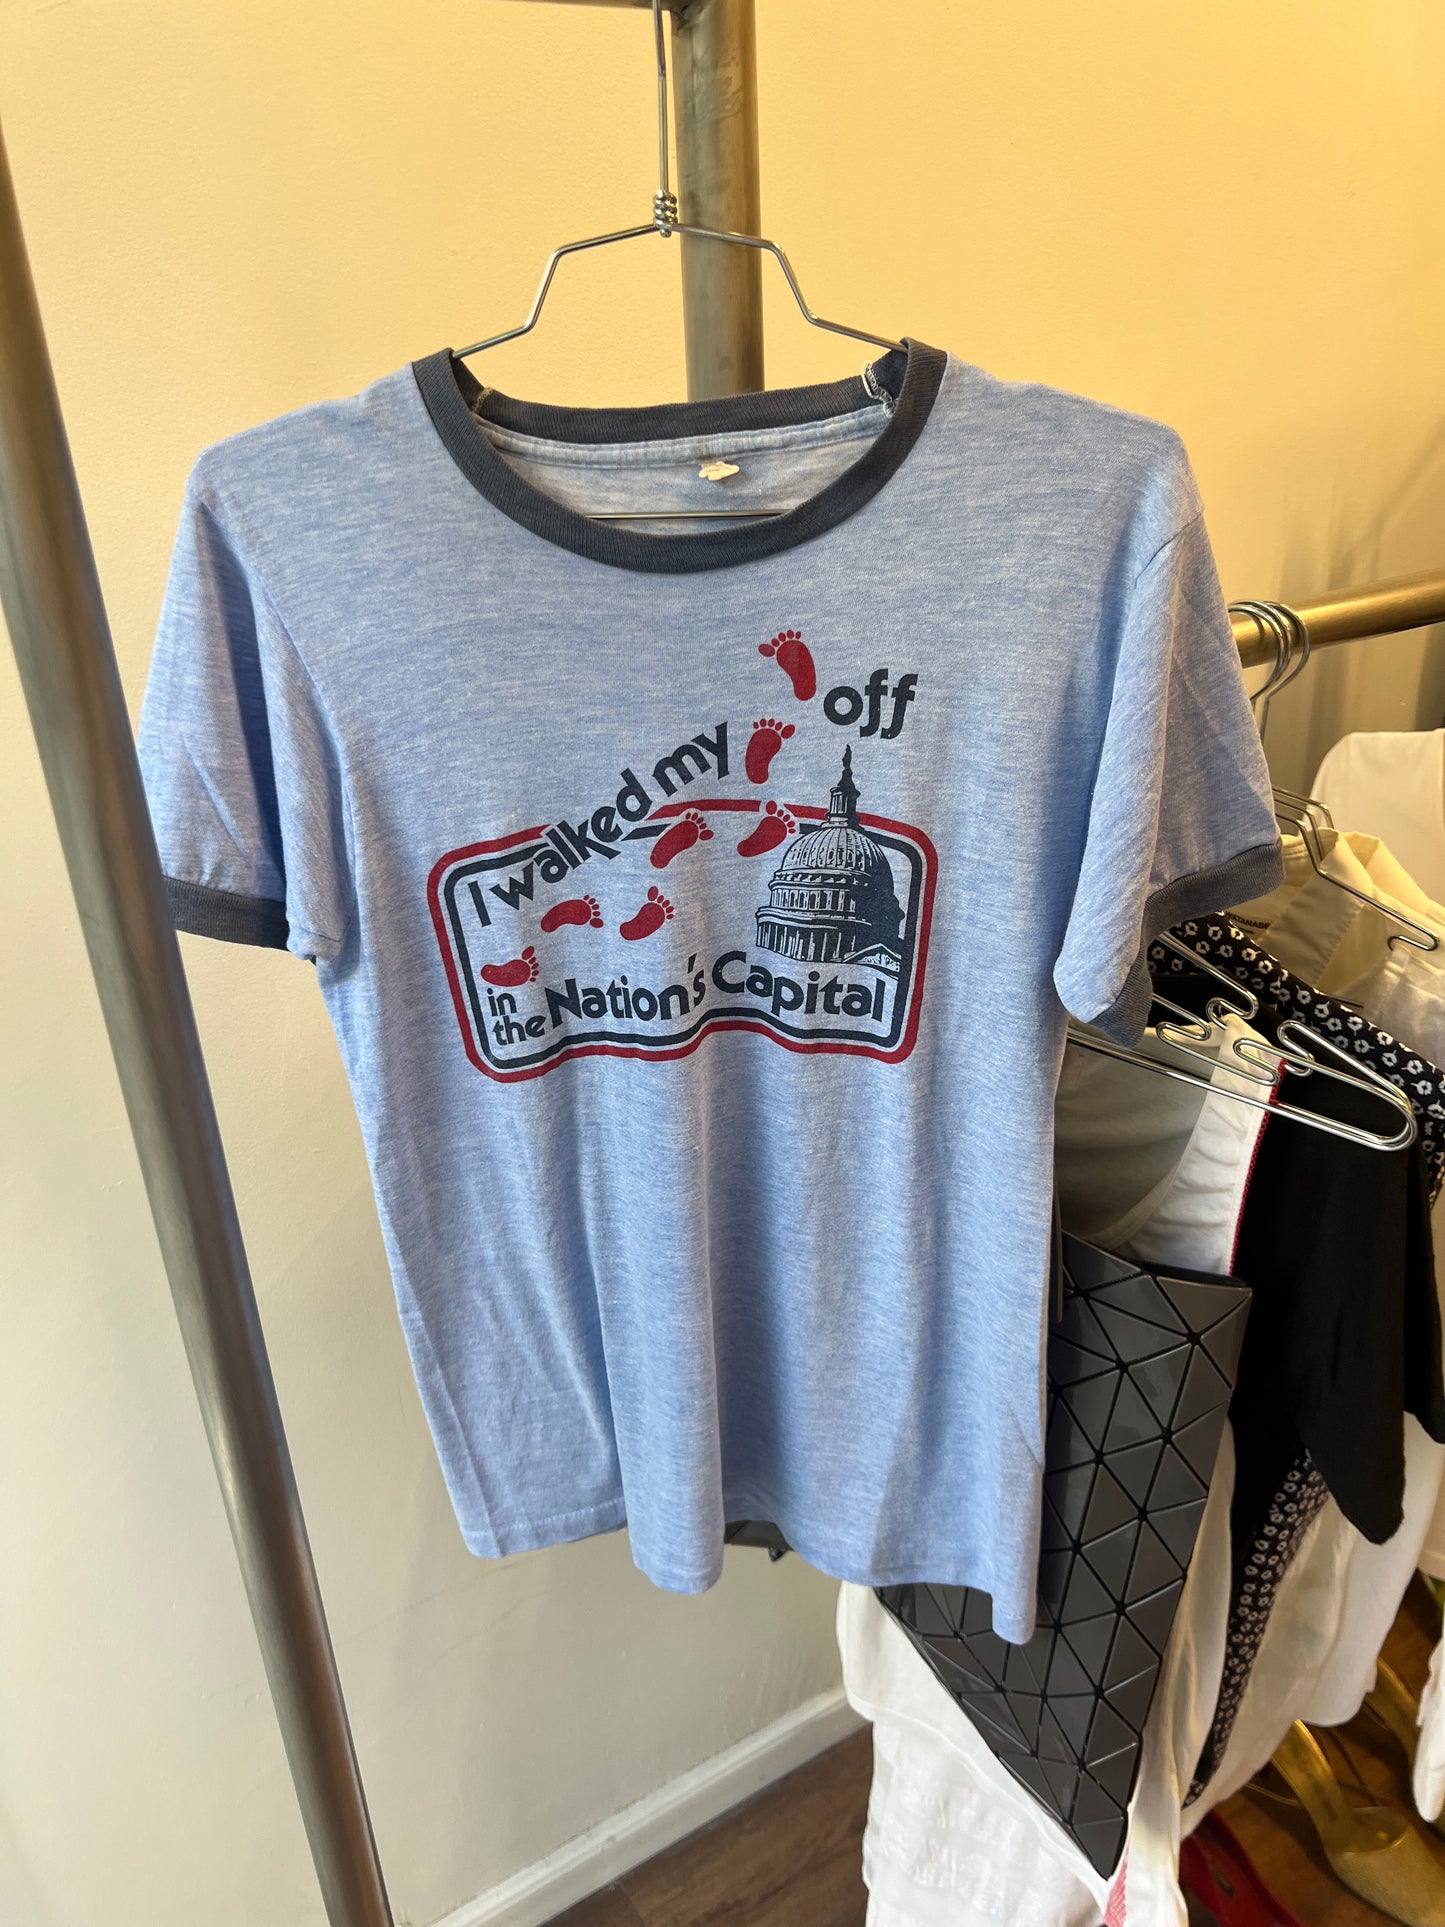 I walked my off
in the Nation's Capital